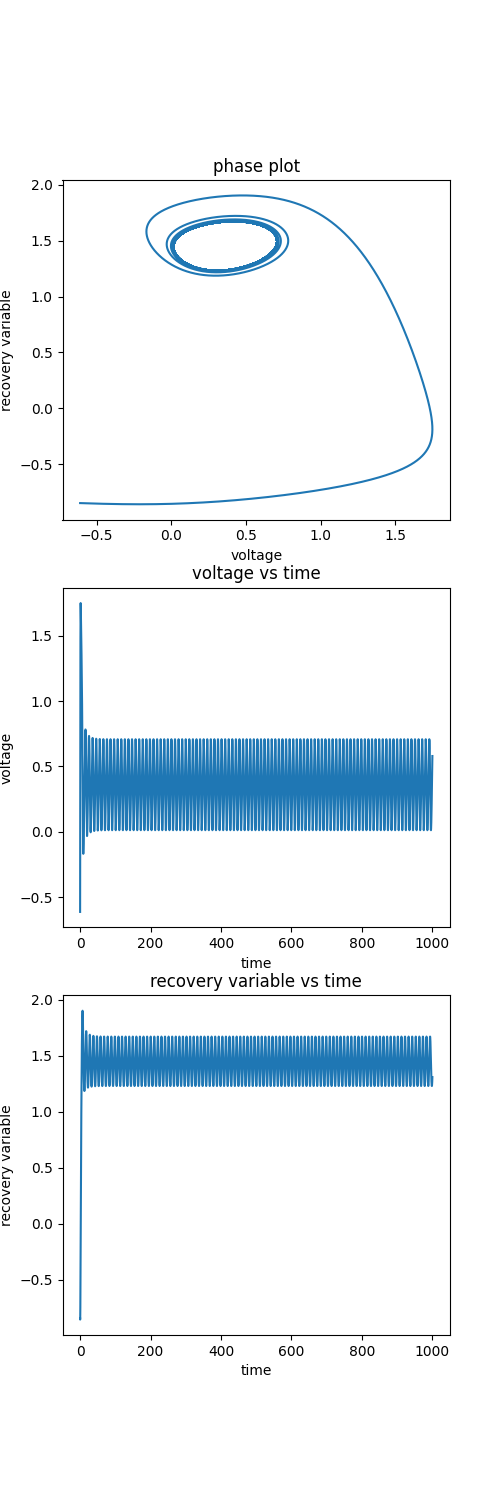 phase plot
2.0
1.5
1.0
0.5
0.0
−0.5
recovery variable
−0.5 0.0 0.5 1.0 1.5
voltage
voltage vs time
1.5
1.0
0.5
0.0
−0.5
voltage
0 200 400 600 800 1000
time
recovery variable vs time
2.0
1.5
1.0
0.5
0.0
−0.5
recovery variable
0 200 400 600 800 1000
time